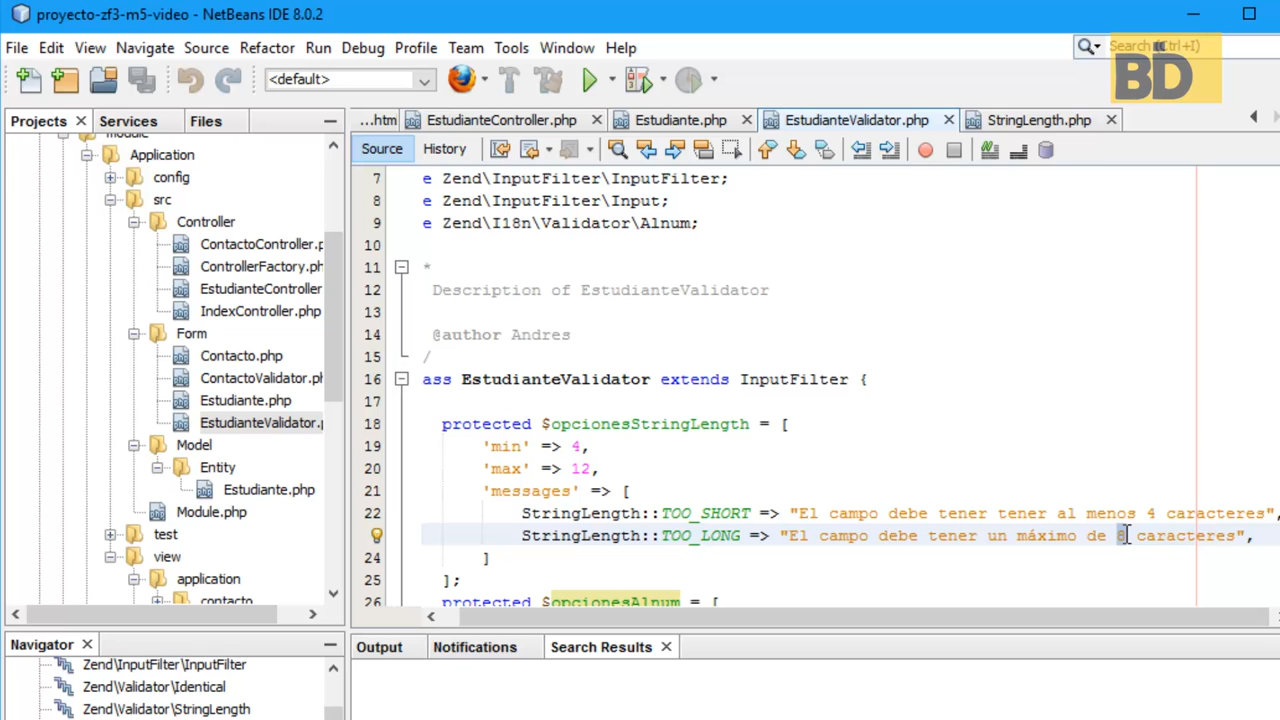 proyecto-zf3-m5-video - NetBeans IDE 8.0.2
File Edit View Navigate Source Refactor Run Debug Profile Team Tools Window Help
Search (Ctrl+I)
BD
<default>
Projects Services Files
...htm EstudianteController.php Estudiante.php EstudianteValidator.php StringLength.php
Source History
Application
config
src
Controller
ContactoController.p
ControllerFactory.ph
EstudianteController
IndexController.php
Form
Contacto.php
ContactoValidator.ph
Estudiante.php
EstudianteValidator.p
Model
Entity
Estudiante.php
Module.php
test
view
application
contacto
7 e Zend\InputFilter\InputFilter;
8 e Zend\InputFilter\Input;
9 e Zend\I18n\Validator\Alnum;
10
11 *
12 Description of EstudianteValidator
13
14 @author Andres
15 /
16 ass EstudianteValidator extends InputFilter {
17
18 protected $opcionesStringLength = [
19 'min' => 4,
20 'max' => 12,
21 'messages' => [
22 StringLength::TOO_SHORT => "El campo debe tener tener al menos 4 caracteres",
StringLength::TOO_LONG => "El campo debe tener un máximo de 8 caracteres",
24 ]
25 ];
26 protected $opcionesAlnum = [
Navigator
Zend\InputFilter\InputFilter
Zend\Validator\Identical
Zend\Validator\StringLength
Output Notifications Search Results